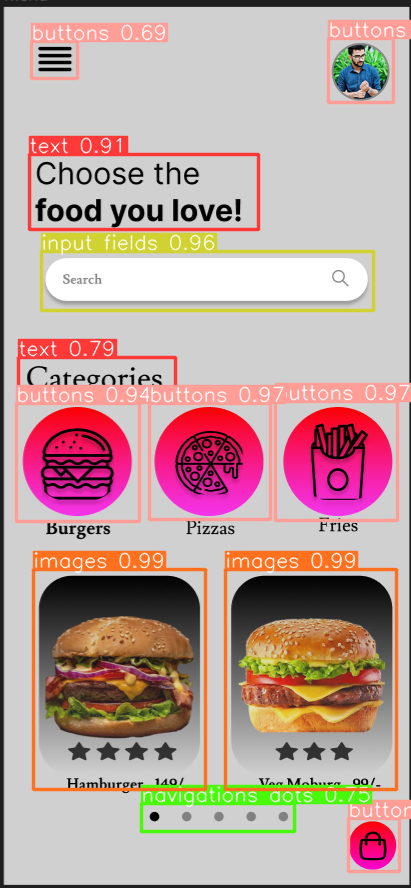 buttons 0.69
buttons
text 0.91
Choose the
food you love!
input fields 0.96
Search
text 0.79
Categories
buttons 0.94 buttons 0.97 uttons 0.97
Burgers Pizzas Fries
images 0.99 images 0.99
Hamburger 149/- Veg Moburg 99/-
navigations dots 0.75
button